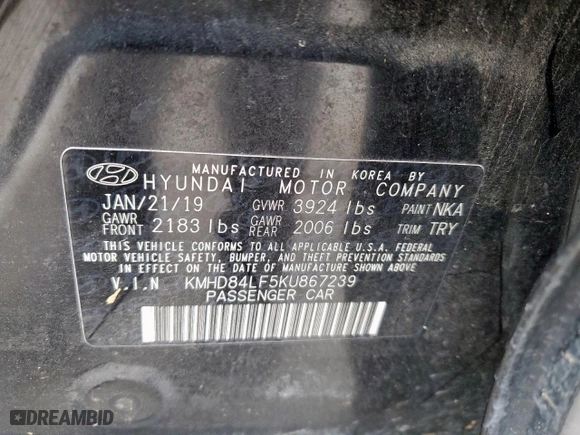 MANUFACTURED IN KOREA BY
HYUNDAI MOTOR COMPANY
JAN/21/19 GVWR 3924 lbs PAINT NKA
GAWR FRONT 2183 lbs GAWR REAR 2006 lbs TRIM TRY
THIS VEHICLE CONFORMS TO ALL APPLICABLE U.S.A. FEDERAL
MOTOR VEHICLE SAFETY, BUMPER, AND THEFT PREVENTION STANDARDS
IN EFFECT ON THE DATE OF MANUFACTURE SHOWN ABOVE.
V.I.N KMHD84LF5KU867239
PASSENGER CAR
DREAMBID